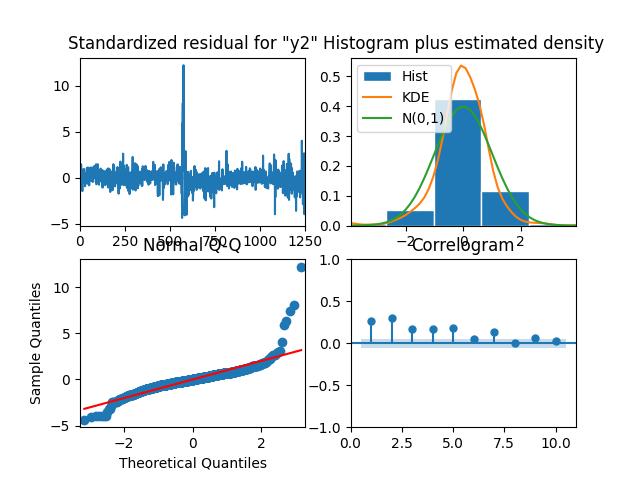 Standardized residual for "y2"
10
5
0
−5
0 250 500 750 1000 1250
Histogram plus estimated density
Hist
KDE
N(0,1)
0.5
0.4
0.3
0.2
0.1
0.0
−2 0 2
Normal Q-Q
Sample Quantiles
10
5
0
−5
−2 0 2
Theoretical Quantiles
Correlogram
1.0
0.5
0.0
−0.5
−1.0
0.0 2.5 5.0 7.5 10.0